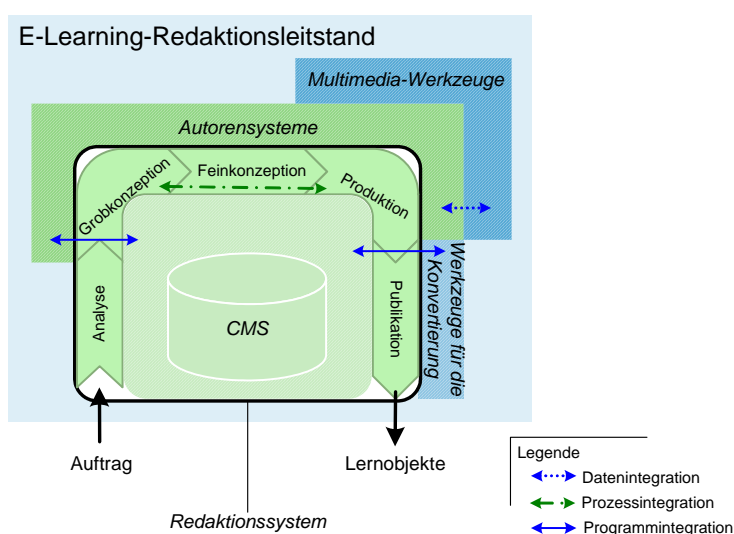 E-Learning-Redaktionsleitstand
Multimedia-Werkzeuge
Autorensysteme
Grobkonzeption
Feinkonzeption
Produktion
Analyse
CMS
Publikation
Werkzeuge für die
Konvertierung
Auftrag
Lernobjekte
Redaktionssystem
Legende
Datenintegration
Prozessintegration
Programmintegration